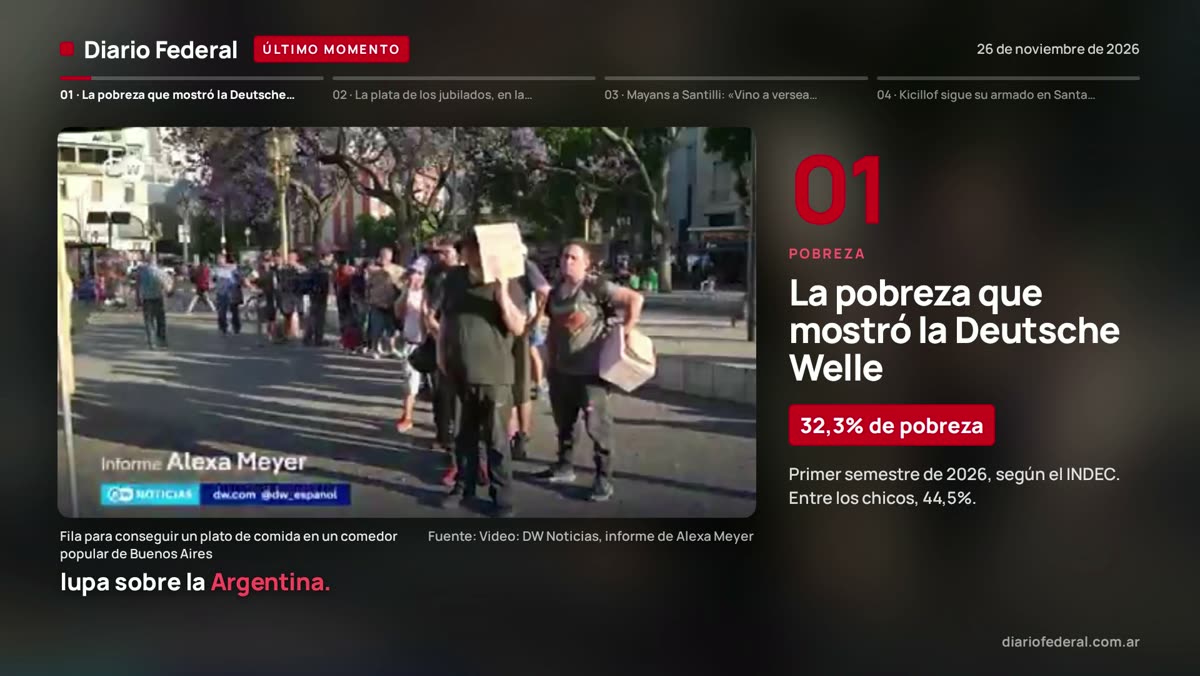 Diario Federal
ÚLTIMO MOMENTO
26 de noviembre de 2026
01 · La pobreza que mostró la Deutsche...
02 · La plata de los jubilados, en la...
03 · Mayans a Santilli: «Vino a versea...
04 · Kicillof sigue su armado en Santa...
DW
Informe Alexa Meyer
DW NOTICIAS
dw.com @dw_espanol
01
POBREZA
La pobreza que
mostró la Deutsche
Welle
32,3% de pobreza
Primer semestre de 2026, según el INDEC.
Entre los chicos, 44,5%.
Fila para conseguir un plato de comida en un comedor
popular de Buenos Aires
Fuente: Video: DW Noticias, informe de Alexa Meyer
lupa sobre la Argentina.
diariofederal.com.ar